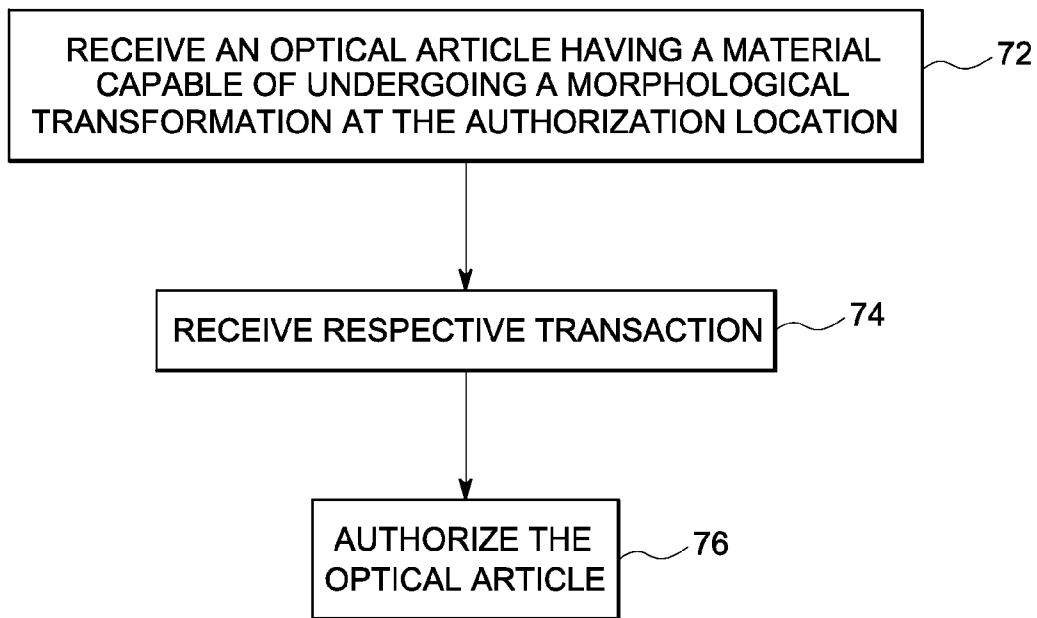 RECEIVE AN OPTICAL ARTICLE HAVING A MATERIAL
CAPABLE OF UNDERGOING A MORPHOLOGICAL
TRANSFORMATION AT THE AUTHORIZATION LOCATION
72
RECEIVE RESPECTIVE TRANSACTION
74
AUTHORIZE THE
OPTICAL ARTICLE
76